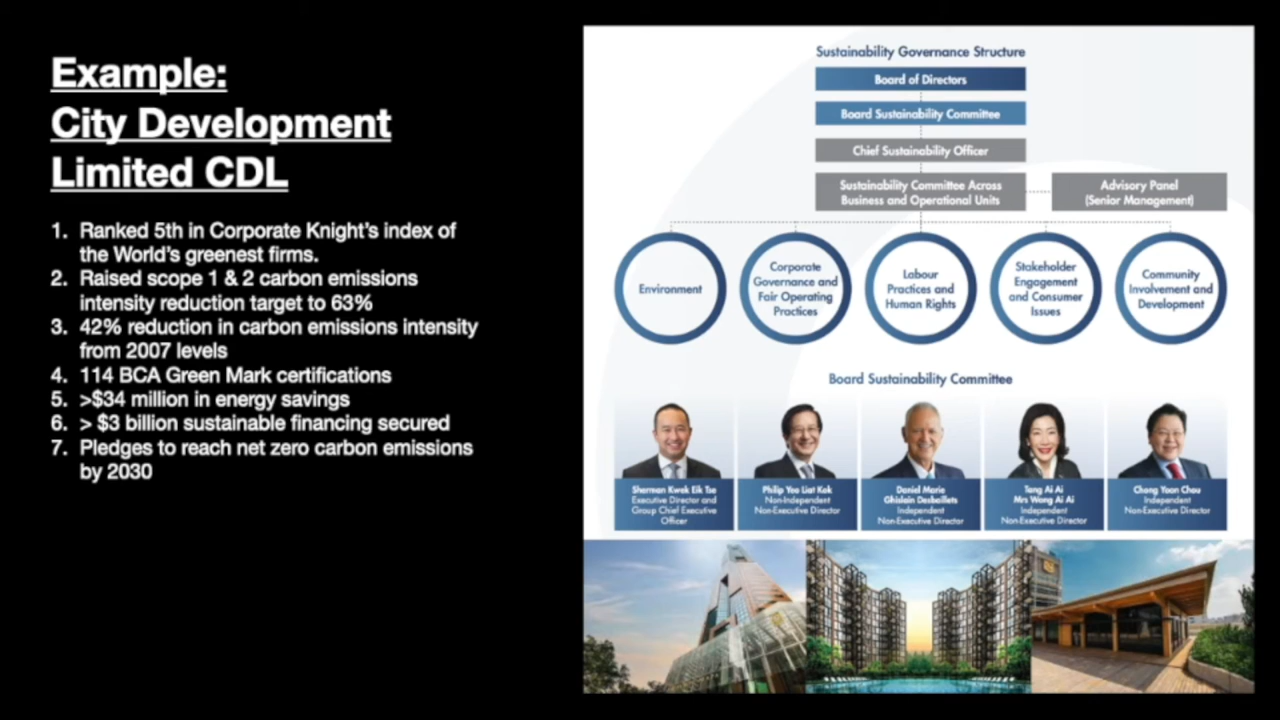 Example:
City Development
Limited CDL
1. Ranked 5th in Corporate Knight's index of
the World's greenest firms.
2. Raised scope 1 & 2 carbon emissions
intensity reduction target to 63%
3. 42% reduction in carbon emissions intensity
from 2007 levels
4. 114 BCA Green Mark certifications
5. >$34 million in energy savings
6. > $3 billion sustainable financing secured
7. Pledges to reach net zero carbon emissions
by 2030
Sustainability Governance Structure
Board of Directors
Board Sustainability Committee
Chief Sustainability Officer
Sustainability Committee Across
Business and Operational Units
Advisory Panel
(Senior Management)
Environment
Corporate
Governance and
Fair Operating
Practices
Labour
Practices and
Human Rights
Stakeholder
Engagement
and Consumer
Issues
Community
Involvement and
Development
Board Sustainability Committee
Sherman Kwek Eik Tse
Executive Director and
Group Chief Executive
Officer
Philip Yeo Liat Kok
Non-Independent
Non-Executive Director
Daniel Marie
Ghislain Desbaillets
Independent
Non-Executive Director
Tang Ai Ai
Mrs Wong Ai Ai
Independent
Non-Executive Director
Chong Yoon Chou
Independent
Non-Executive Director